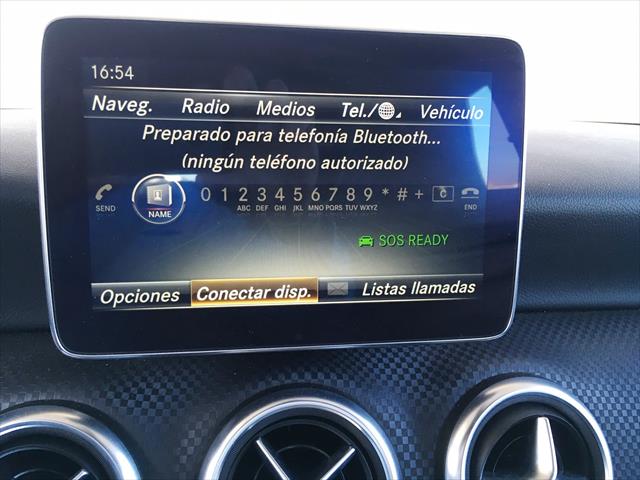 16:54
Naveg. Radio Medios Tel./ Vehículo
Preparado para telefonía Bluetooth...
(ningún teléfono autorizado)
0 1 2 3 4 5 6 7 8 9 * # + C
ABC DEF GHI JKL MNO PQRS TUV WXYZ
SEND NAME END
SOS READY
Opciones Conectar disp. Listas llamadas